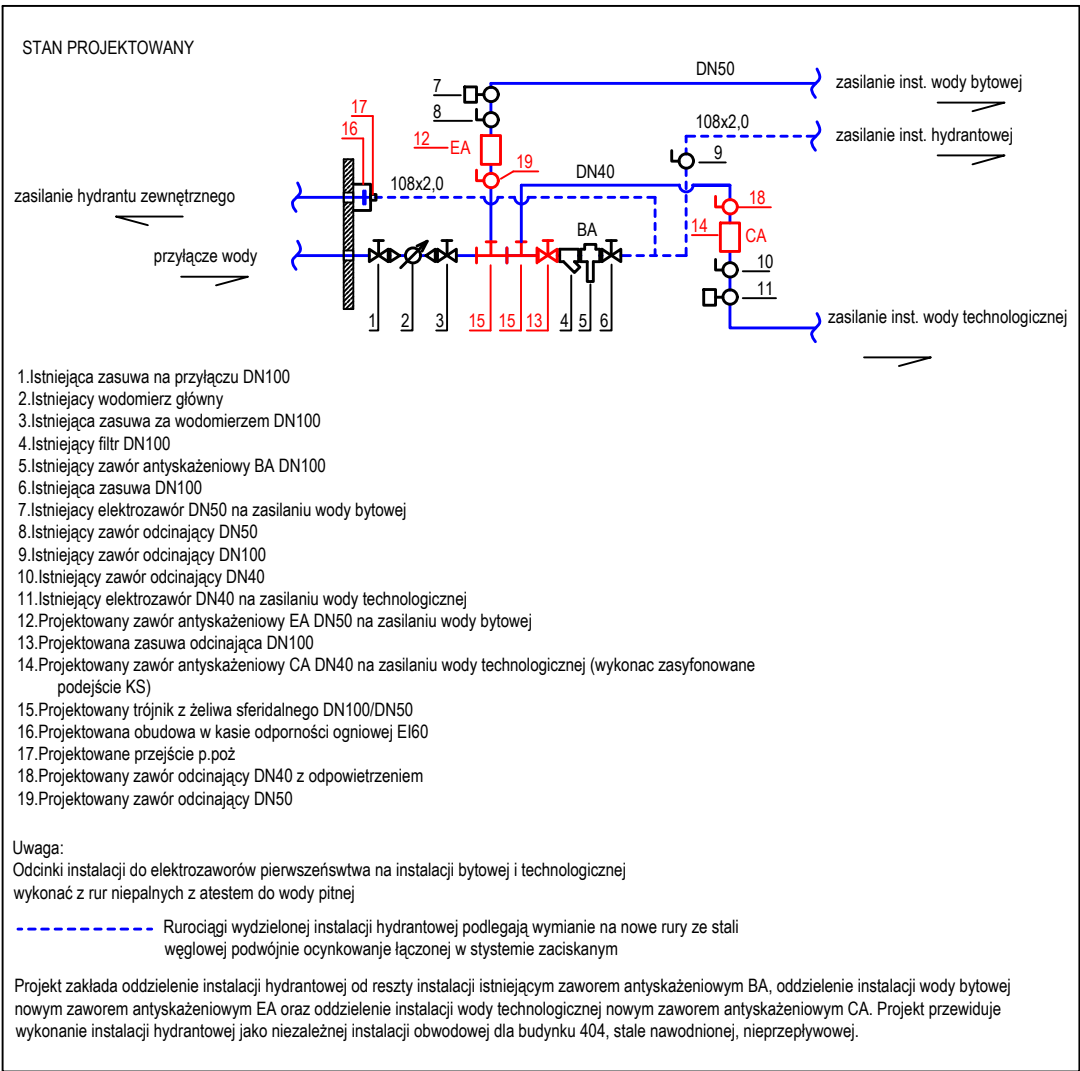 STAN PROJEKTOWANY
DN50
7
zasilanie inst. wody bytowej
8
17
108x2,0
16
12
EA
zasilanie inst. hydrantowej
19
9
DN40
108x2,0
zasilanie hydrantu zewnętrznego
18
BA
14
CA
przyłącze wody
10
11
1
2
3
15
15
13
4
5
6
zasilanie inst. wody technologicznej
1.Istniejąca zasuwa na przyłączu DN100
2.Istniejacy wodomierz główny
3.Istniejąca zasuwa za wodomierzem DN100
4.Istniejący filtr DN100
5.Istniejący zawór antyskażeniowy BA DN100
6.Istniejąca zasuwa DN100
7.Istniejacy elektrozawór DN50 na zasilaniu wody bytowej
8.Istniejący zawór odcinający DN50
9.Istniejący zawór odcinający DN100
10.Istniejący zawór odcinający DN40
11.Istniejący elektrozawór DN40 na zasilaniu wody technologicznej
12.Projektowany zawór antyskażeniowy EA DN50 na zasilaniu wody bytowej
13.Projektowana zasuwa odcinająca DN100
14.Projektowany zawór antyskażeniowy CA DN40 na zasilaniu wody technologicznej (wykonac zasyfonowane
podejście KS)
15.Projektowany trójnik z żeliwa sferidalnego DN100/DN50
16.Projektowana obudowa w kasie odporności ogniowej EI60
17.Projektowane przejście p.poż
18.Projektowany zawór odcinający DN40 z odpowietrzeniem
19.Projektowany zawór odcinający DN50
Uwaga:
Odcinki instalacji do elektrozaworów pierwszeńswtwa na instalacji bytowej i technologicznej
wykonać z rur niepalnych z atestem do wody pitnej
Rurociągi wydzielonej instalacji hydrantowej podlegają wymianie na nowe rury ze stali
węglowej podwójnie ocynkowanje łączonej w stystemie zaciskanym
Projekt zakłada oddzielenie instalacji hydrantowej od reszty instalacji istniejącym zaworem antyskażeniowym BA, oddzielenie instalacji wody bytowej
nowym zaworem antyskażeniowym EA oraz oddzielenie instalacji wody technologicznej nowym zaworem antyskażeniowym CA. Projekt przewiduje
wykonanie instalacji hydrantowej jako niezależnej instalacji obwodowej dla budynku 404, stale nawodnionej, nieprzepływowej.